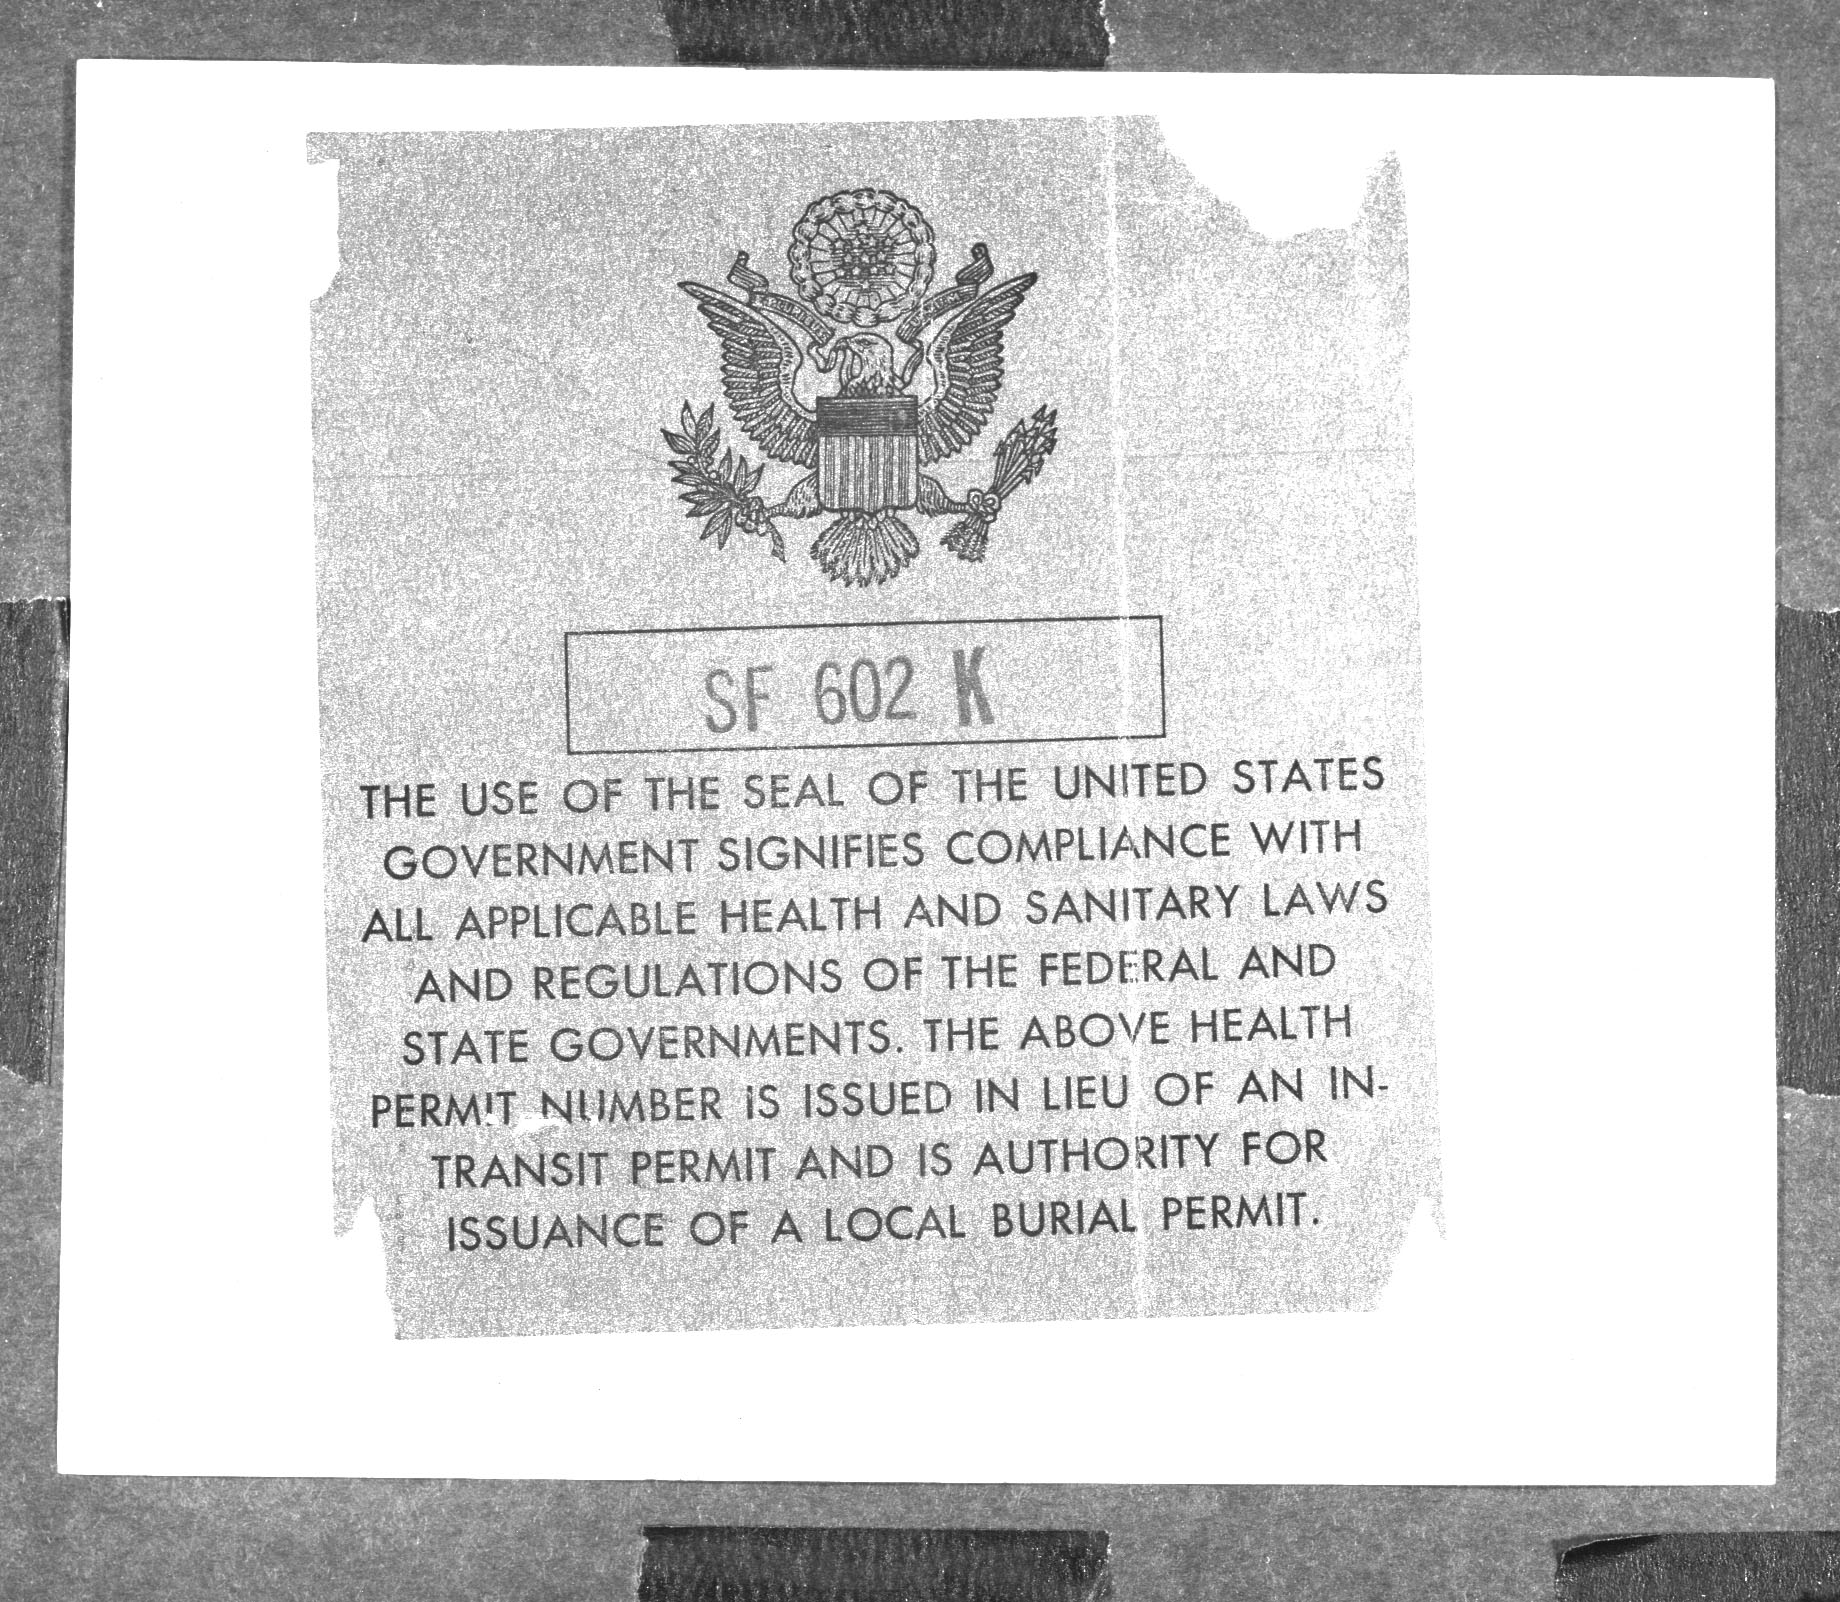 SF 602 K
THE USE OF THE SEAL OF THE UNITED STATES
GOVERNMENT SIGNIFIES COMPLIANCE WITH
ALL APPLICABLE HEALTH AND SANITARY LAWS
AND REGULATIONS OF THE FEDERAL AND
STATE GOVERNMENTS. THE ABOVE HEALTH
PERMIT NUMBER IS ISSUED IN LIEU OF AN IN-
TRANSIT PERMIT AND IS AUTHORITY FOR
ISSUANCE OF A LOCAL BURIAL PERMIT.